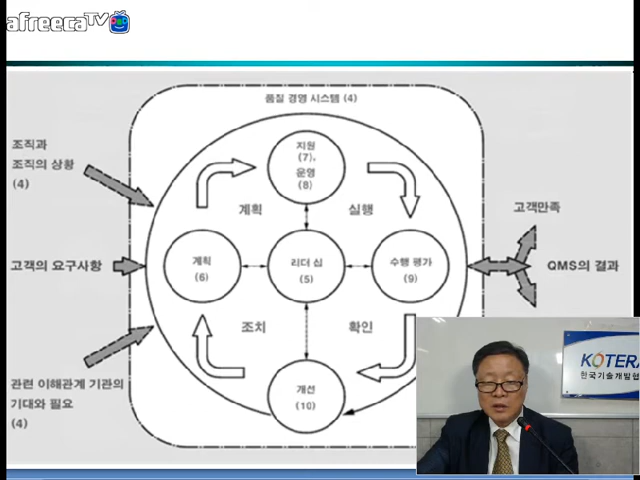 afreecaTV
품질 경영 시스템 (4)
조직과
조직의 상황
(4)
지원
(7),
운영
(8)
계획
실행
고객만족
고객의 요구사항
계획
(6)
리더 십
(5)
수행 평가
(9)
QMS의 결과
조치
확인
관련 이해관계 기관의
기대와 필요
(4)
개선
(10)
KOTERA
한국기술개발협